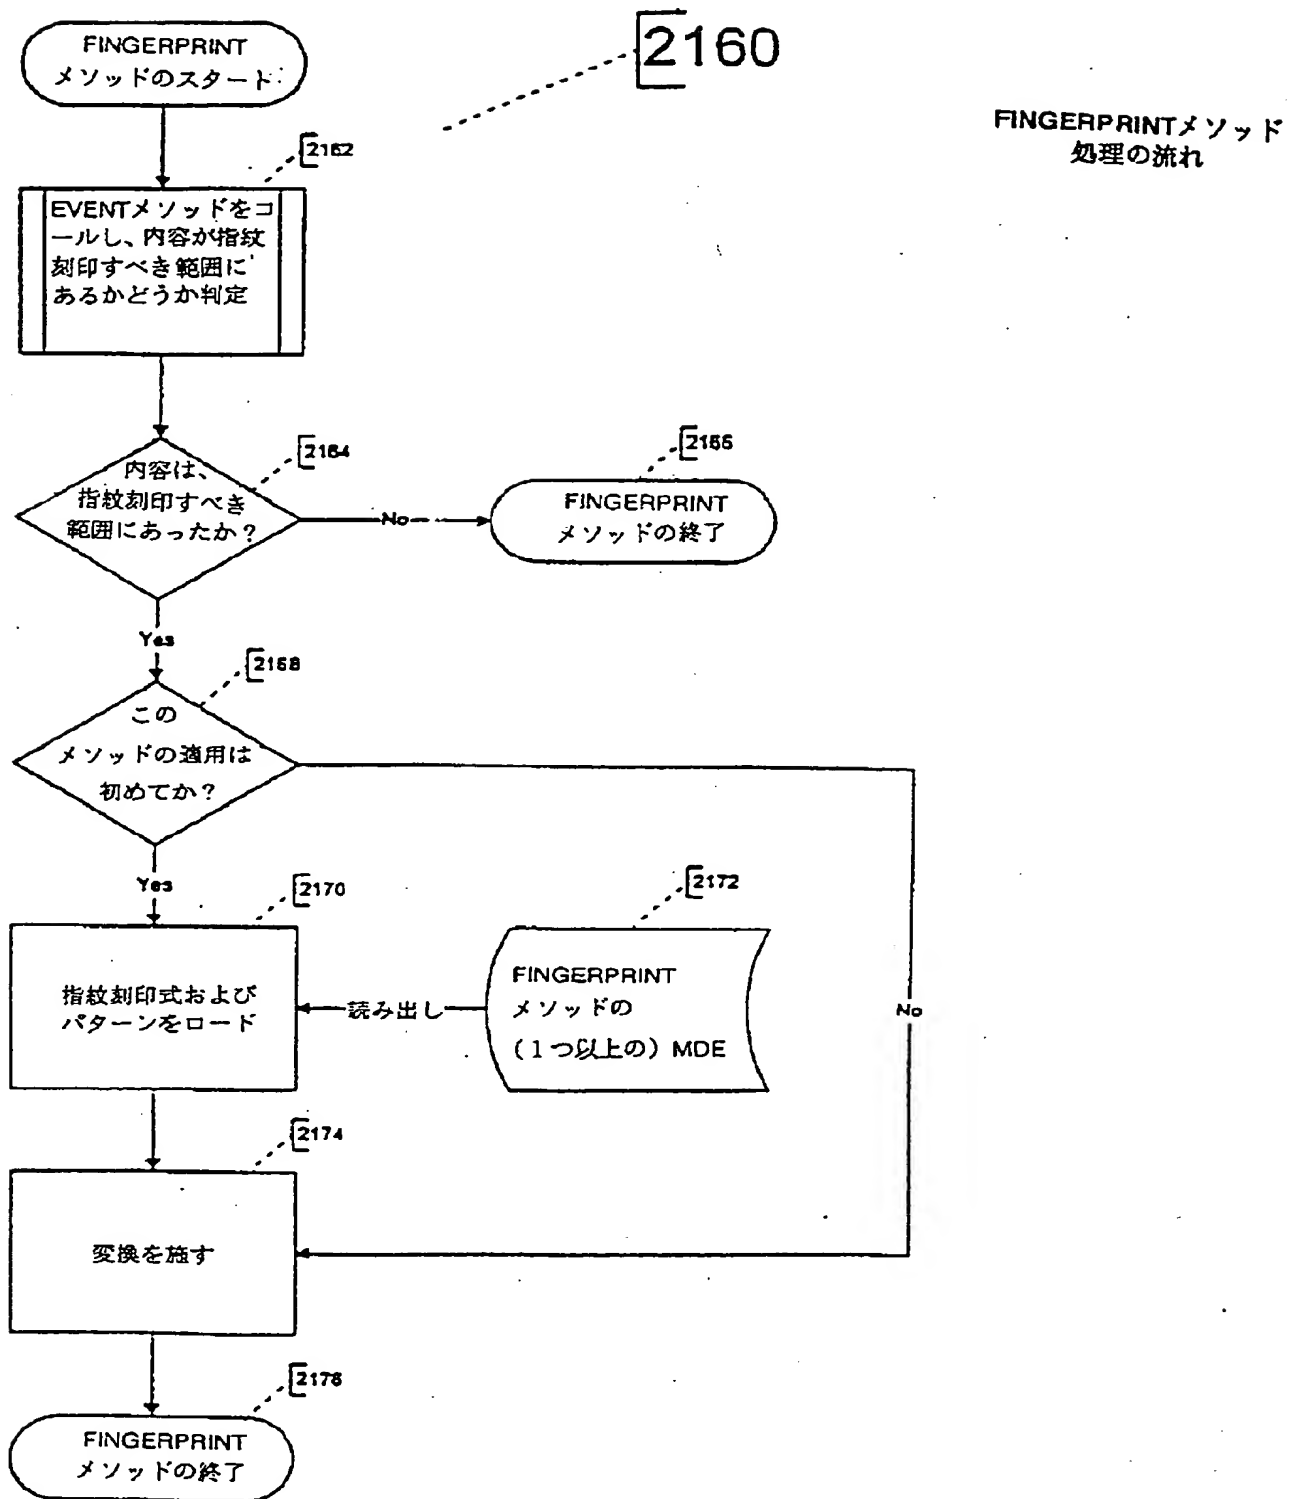 FINGERPRINT
メソッドのスタート
2160
FINGERPRINTメソッド
処理の流れ
2162
EVENTメソッドをコ
ールし、内容が指紋
刻印すべき範囲に
あるかどうか判定
2164
内容は、
指紋刻印すべき
範囲にあったか？
No
2166
FINGERPRINT
メソッドの終了
Yes
2168
この
メソッドの適用は
初めてか？
Yes
No
2170
指紋刻印式および
パターンをロード
読み出し
2172
FINGERPRINT
メソッドの
(１つ以上の) MDE
2174
変換を施す
2176
FINGERPRINT
メソッドの終了